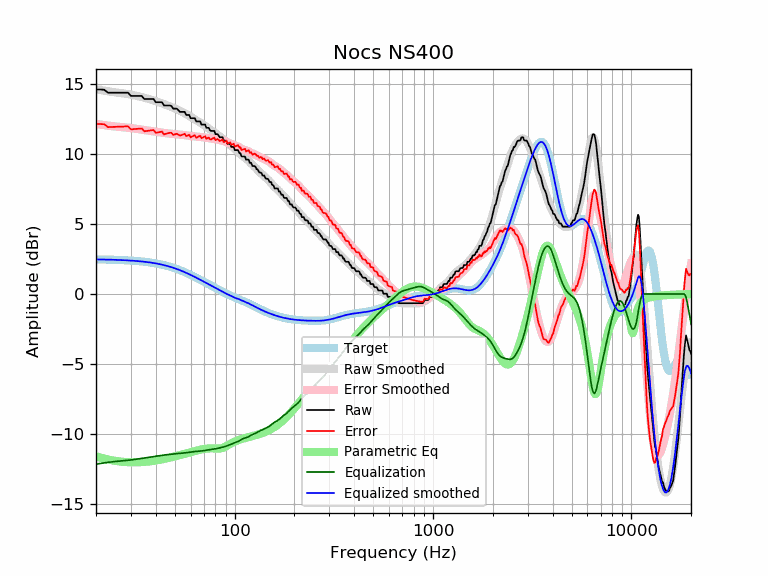 Nocs NS400
15
10
5
0
−5
−10
−15
Amplitude (dBr)
Target
Raw Smoothed
Error Smoothed
Raw
Error
Parametric Eq
Equalization
Equalized smoothed
100
1000
10000
Frequency (Hz)